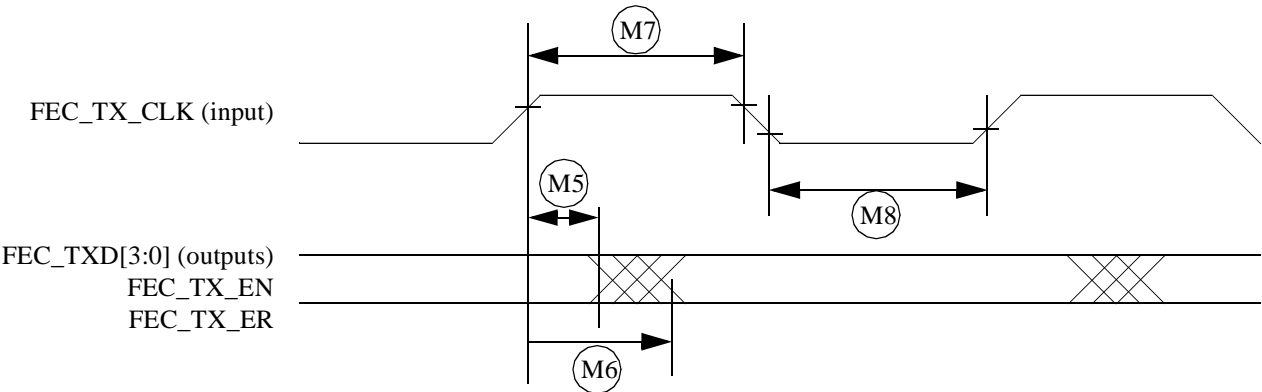 M7
FEC_TX_CLK (input)
M5
M8
FEC_TXD[3:0] (outputs)
FEC_TX_EN
FEC_TX_ER
M6